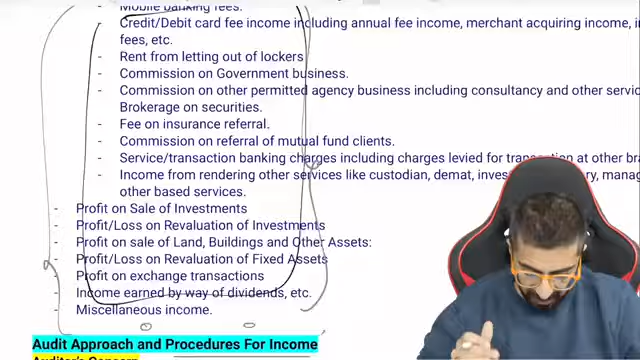 - Mobile banking fees.
- Credit/Debit card fee income including annual fee income, merchant acquiring income,
fees, etc.
- Rent from letting out of lockers
- Commission on Government business.
- Commission on other permitted agency business including consultancy and other
Brokerage on securities.
- Fee on insurance referral.
- Commission on referral of mutual fund clients.
- Service/transaction banking charges including charges levied for transaction at other
- Income from rendering other services like custodian, demat,
other based services.
- Profit on Sale of Investments
- Profit/Loss on Revaluation of Investments
- Profit on sale of Land, Buildings and Other Assets:
- Profit/Loss on Revaluation of Fixed Assets
- Profit on exchange transactions
- Income earned by way of dividends, etc.
- Miscellaneous income.
Audit Approach and Procedures For Income
Auditor's Concern